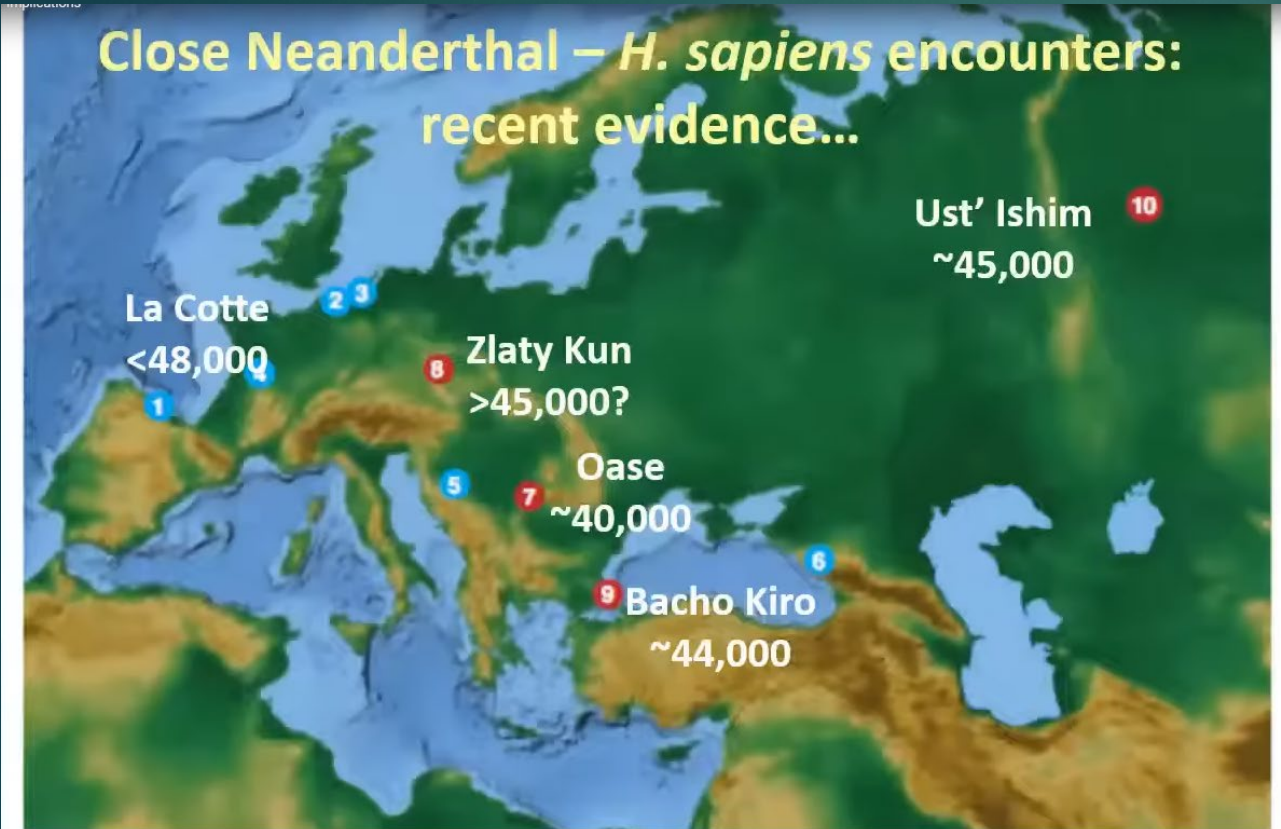 Implications
Close Neanderthal – H. sapiens encounters:
recent evidence...
Ust’ Ishim
~45,000
10
La Cotte
<48,000
2
3
4
1
Zlaty Kun
>45,000?
8
Oase
~40,000
5
7
6
9
Bacho Kiro
~44,000